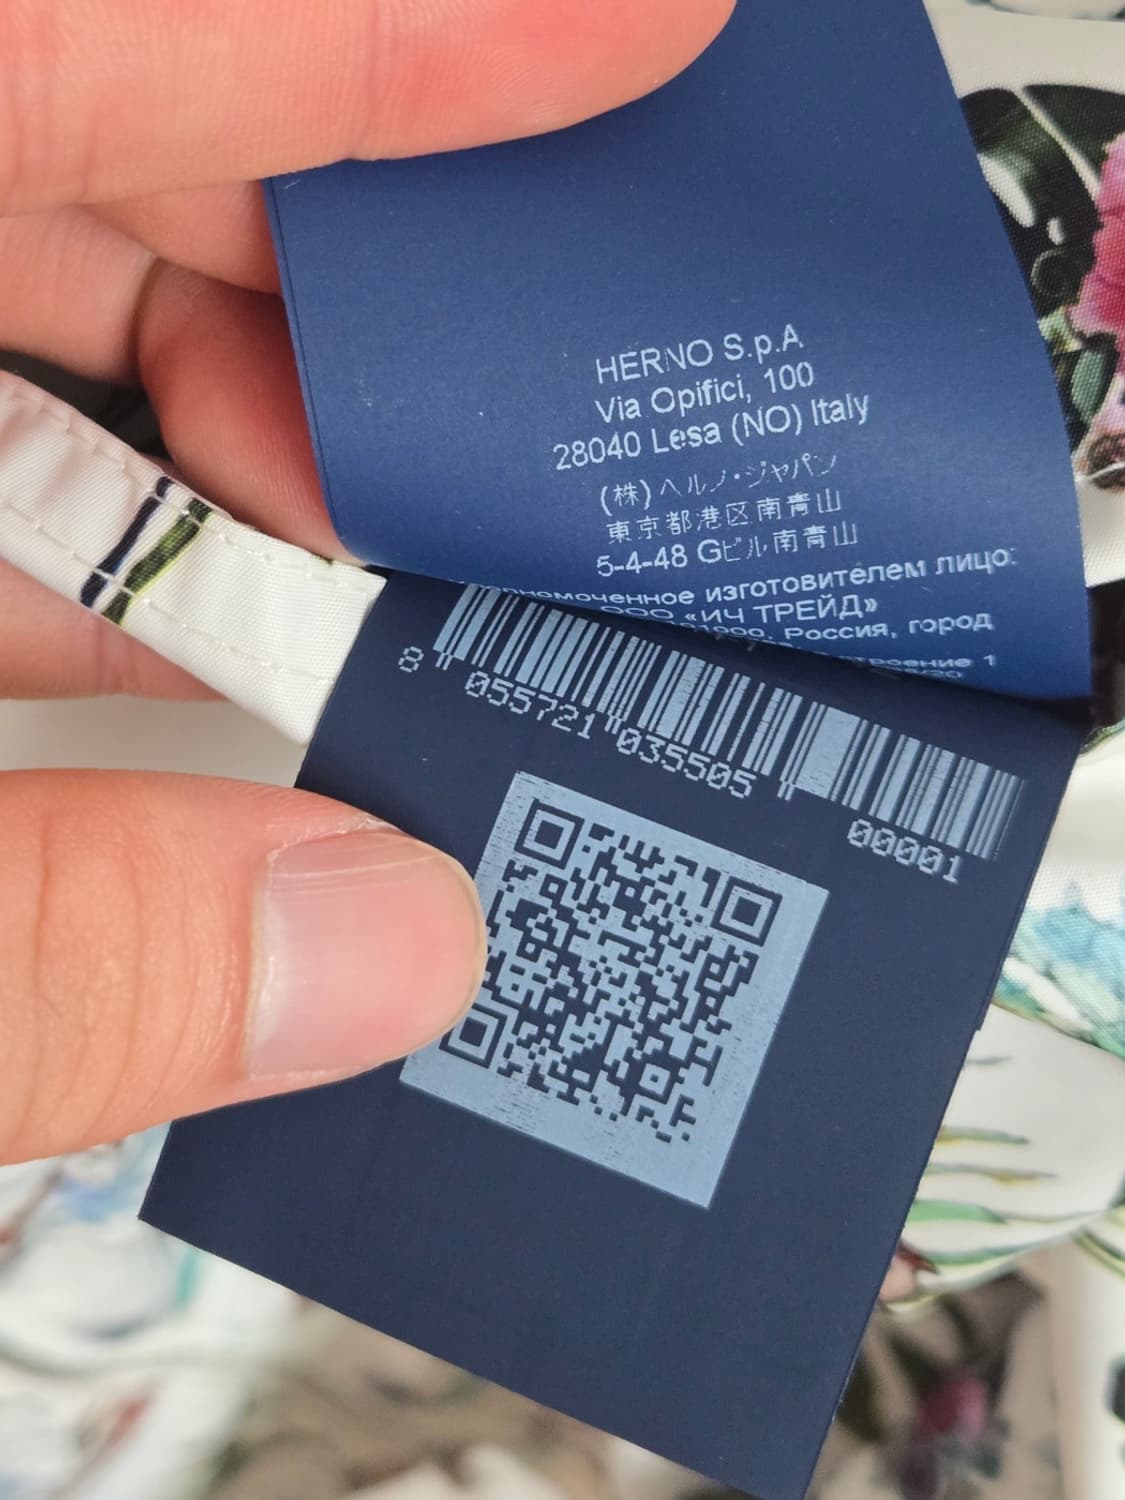 HERNO S.p.A
Via Opifici, 100
28040 Lesa (NO) Italy
(株)ヘルノ・ジャパン
東京都港区南青山
5-4-48 Gビル南青山
изготовителем лицо:
ООО «ИЧ ТРЕЙД»
Россия, город
1
8 055721 035505
00001